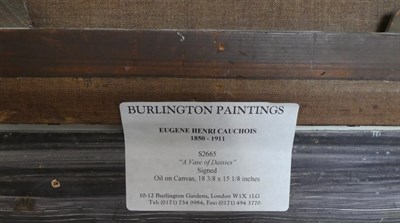 BURLINGTON PAINTINGS
EUGENE HENRI CAUCHOIS
1850 - 1911
S2665
"A Vase of Daisies"
Signed
Oil on Canvas, 18 3/8 x 15 1/8 inches
10-12 Burlington Gardens, London W1X 1LG
Tel: (0171) 734 9984, Fax: (0171) 494 3770